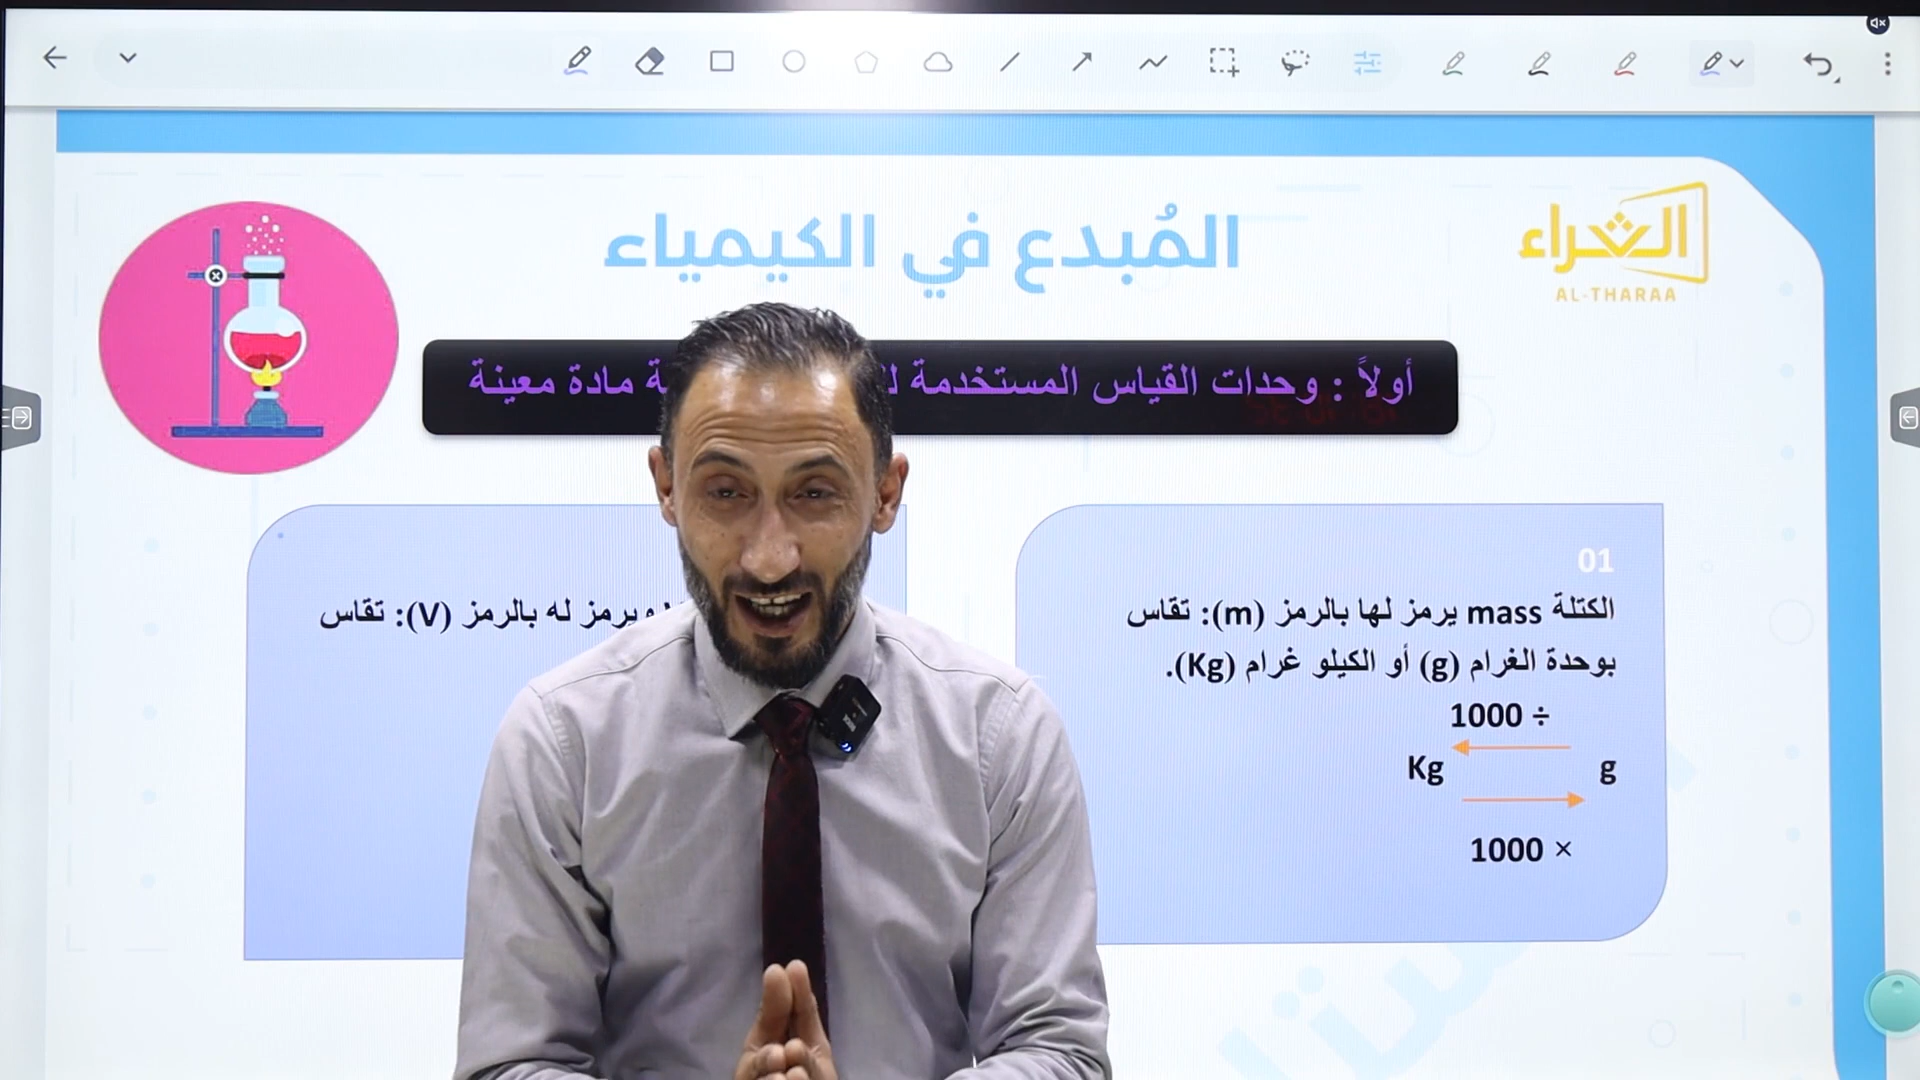 المُبدع في الكيمياء
الثراء
AL-THARAA
أولاً : وحدات القياس المستخدمة مادة معينة
01
الكتلة mass يرمز لها بالرمز (m): تقاس
بوحدة الغرام (g) أو الكيلو غرام (Kg).
1000 ÷
Kg g
1000 ×
ويرمز له بالرمز (V): تقاس